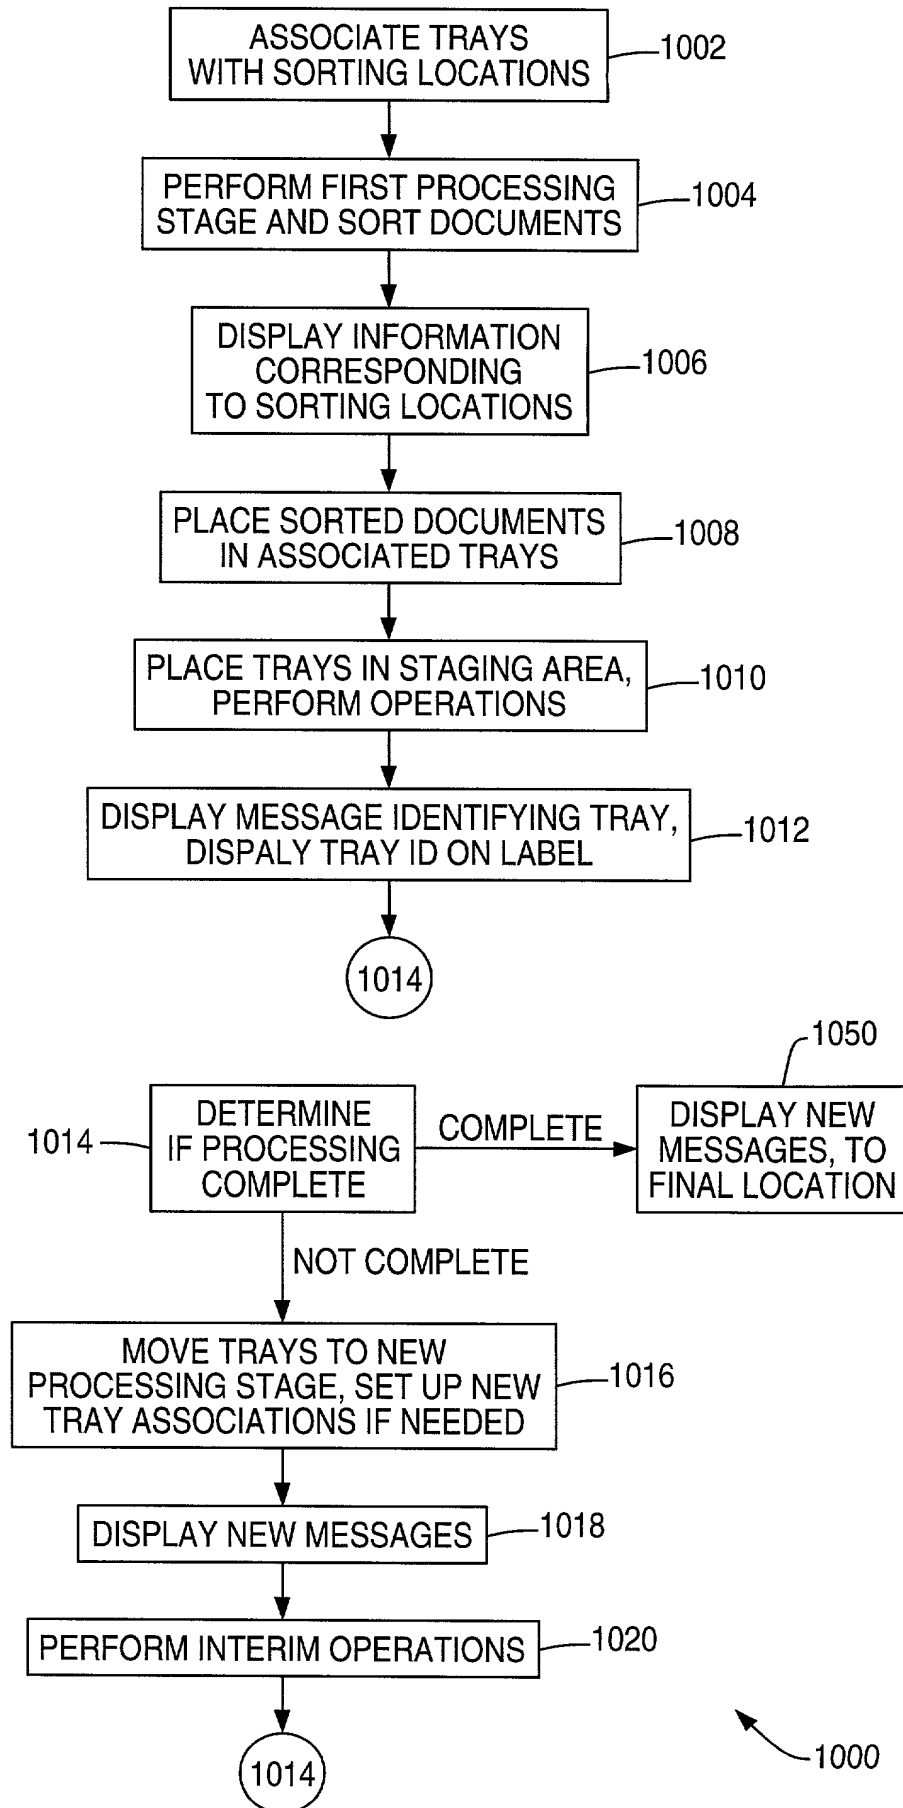 ASSOCIATE TRAYS
WITH SORTING LOCATIONS
1002
PERFORM FIRST PROCESSING
STAGE AND SORT DOCUMENTS
1004
DISPLAY INFORMATION
CORRESPONDING
TO SORTING LOCATIONS
1006
PLACE SORTED DOCUMENTS
IN ASSOCIATED TRAYS
1008
PLACE TRAYS IN STAGING AREA,
PERFORM OPERATIONS
1010
DISPLAY MESSAGE IDENTIFYING TRAY,
DISPALY TRAY ID ON LABEL
1012
1014
1050
1014
DETERMINE
IF PROCESSING
COMPLETE
COMPLETE
DISPLAY NEW
MESSAGES, TO
FINAL LOCATION
NOT COMPLETE
MOVE TRAYS TO NEW
PROCESSING STAGE, SET UP NEW
TRAY ASSOCIATIONS IF NEEDED
1016
DISPLAY NEW MESSAGES
1018
PERFORM INTERIM OPERATIONS
1020
1014
1000